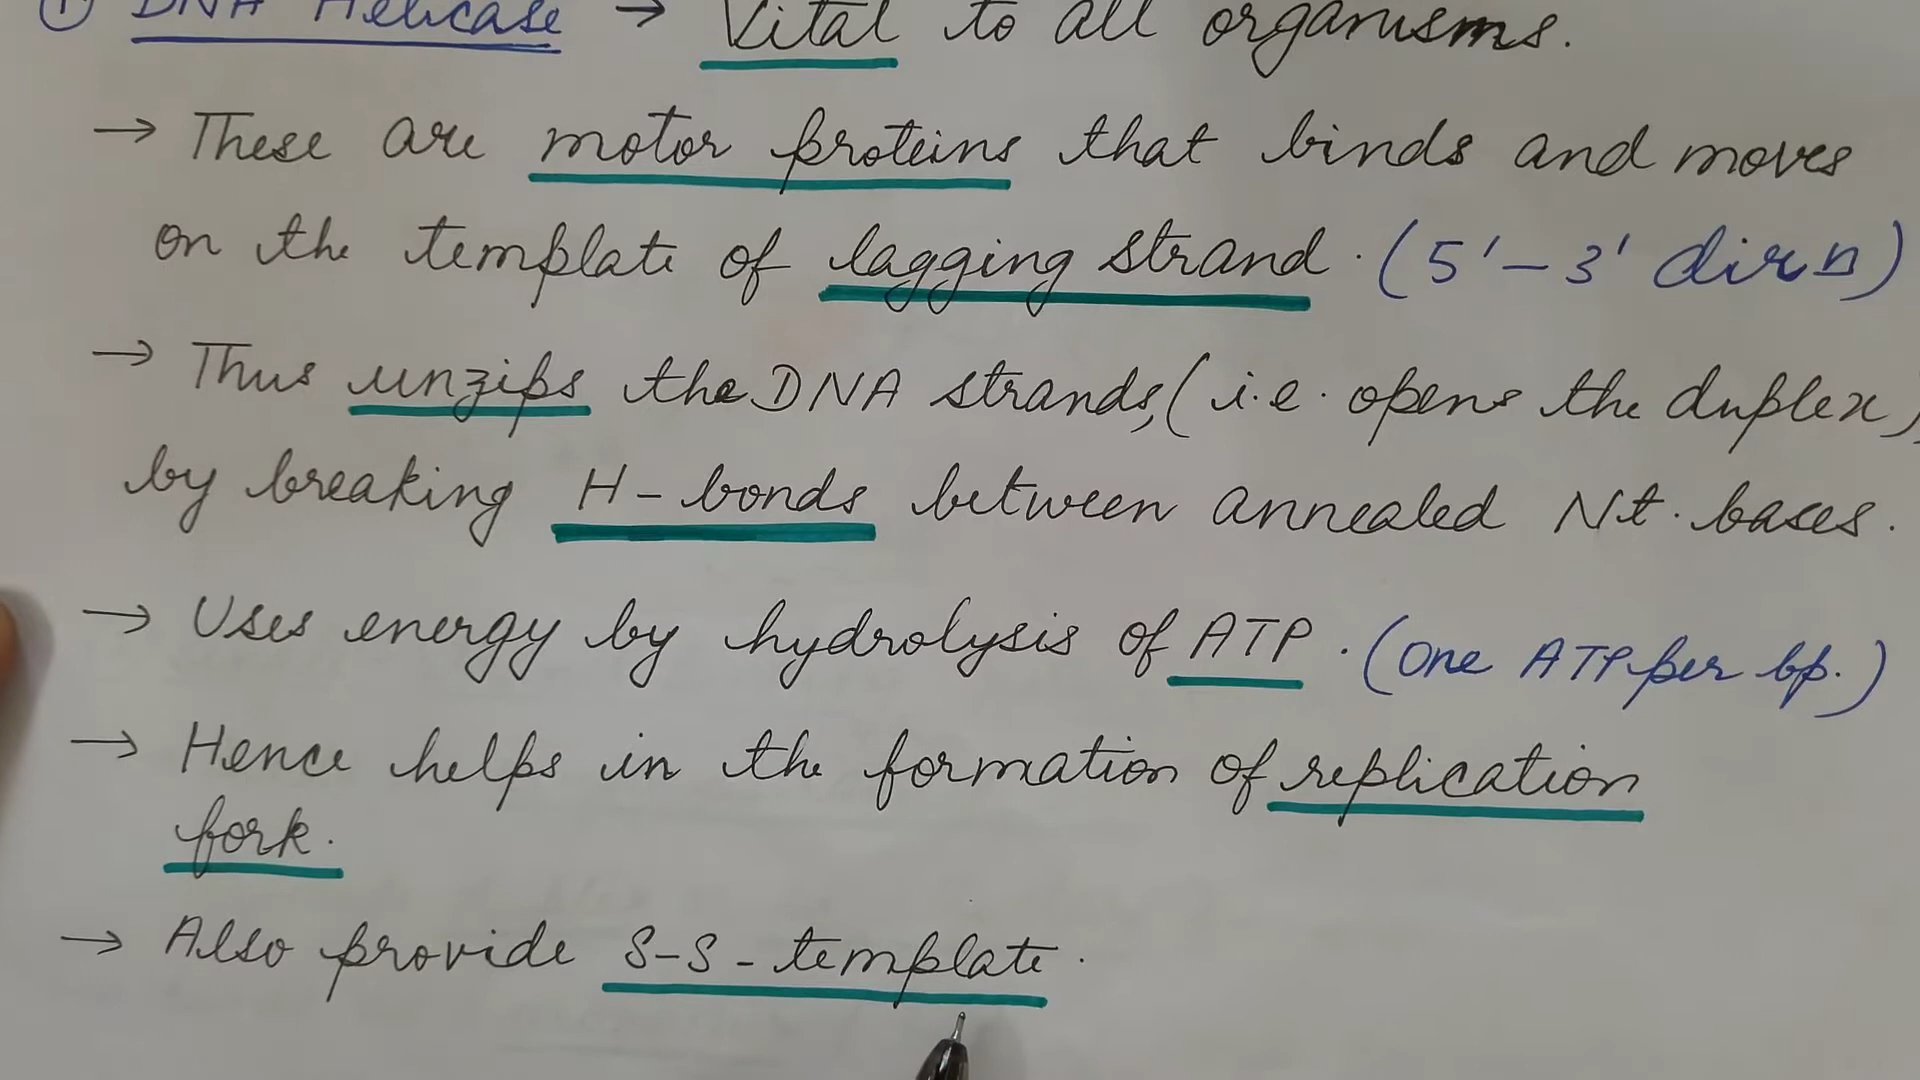 ① DNA Helicase → Vital to all organisms.
→ These are motor proteins that binds and moves
on the template of lagging strand. (5'-3' dirn)
→ Thus unzips the DNA strands, (i.e. opens the duplex)
by breaking H-bonds between annealed Nt. bases.
→ Uses energy by hydrolysis of ATP. (One ATP per bp.)
→ Hence helps in the formation of replication
fork.
→ Also provide S-S-template.